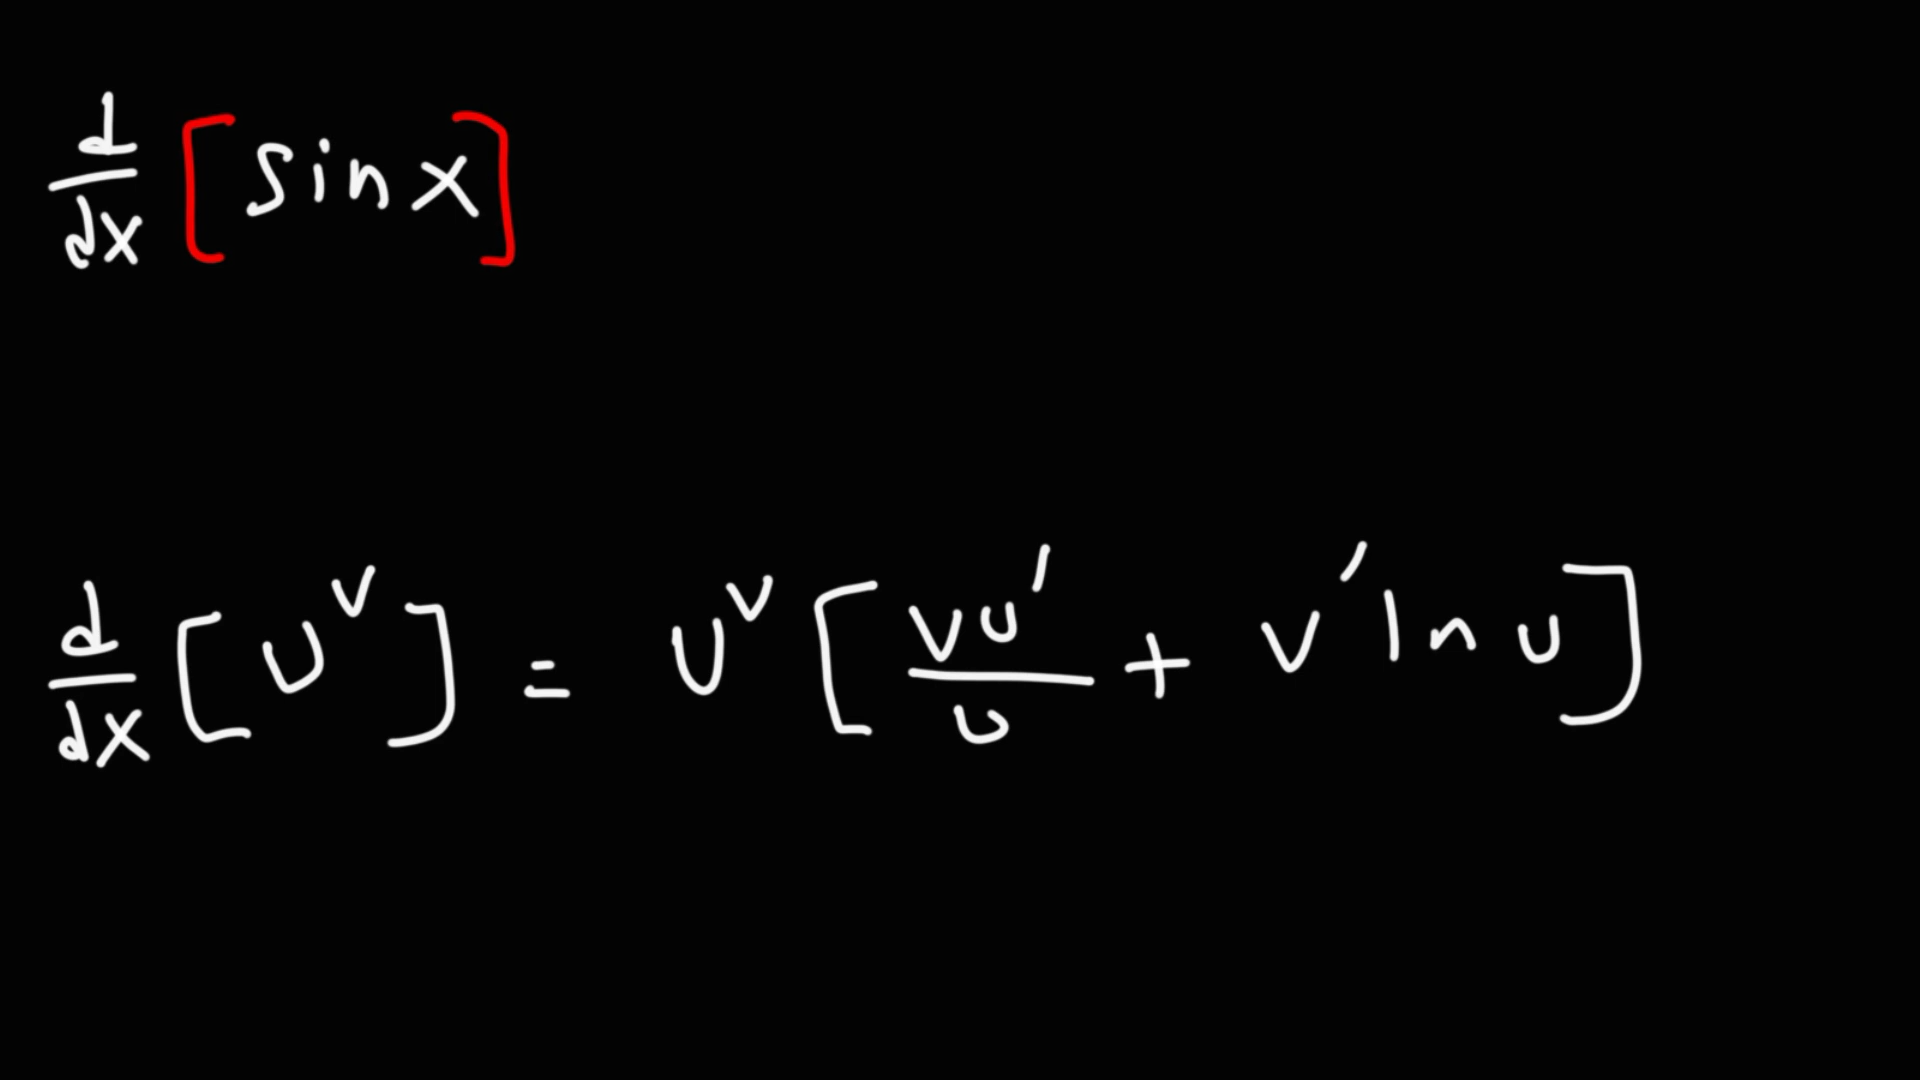 d/dx [sin x]
d/dx [u^v] = u^v [vu'/u + v' ln u]